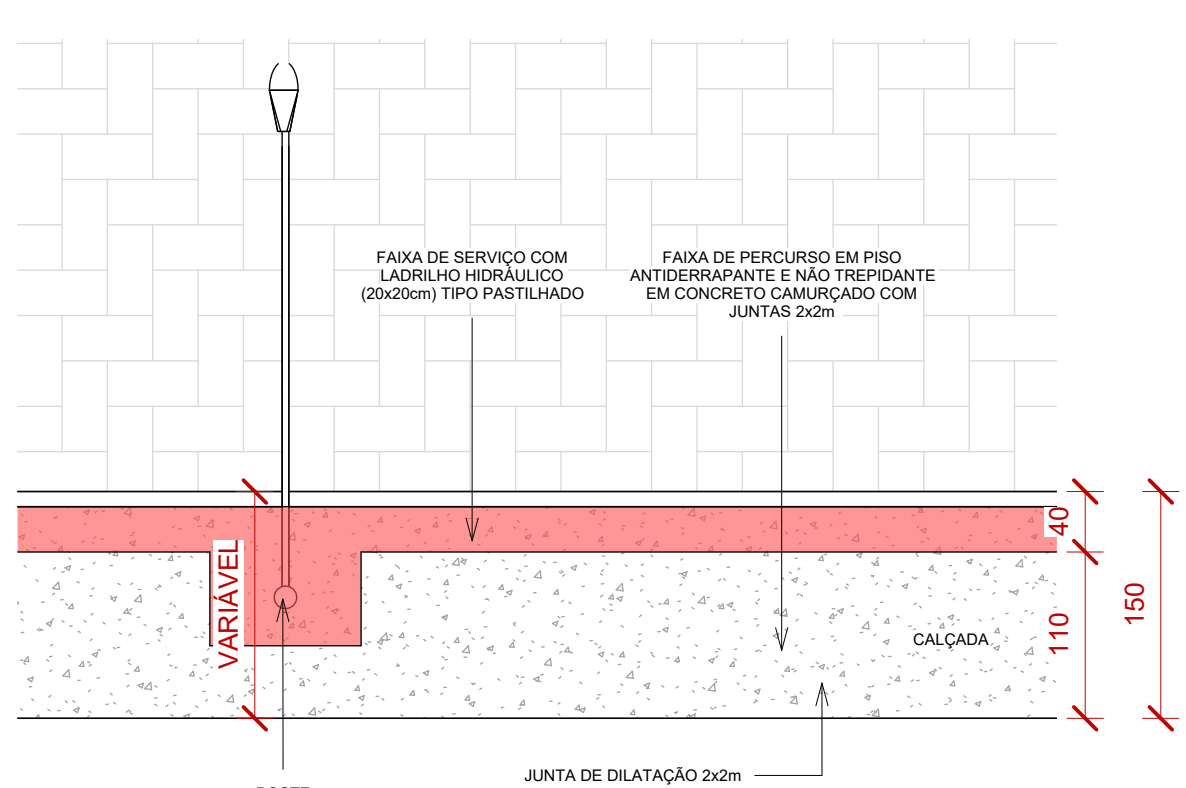 FAIXA DE SERVIÇO COM
LADRILHO HIDRÁULICO
(20x20cm) TIPO PASTILHADO
FAIXA DE PERCURSO EM PISO
ANTIDERRAPANTE E NÃO TREPIDANTE
EM CONCRETO CAMURÇADO COM
JUNTAS 2x2m
VARIÁVEL
40
110
150
CALÇADA
JUNTA DE DILATAÇÃO 2x2m